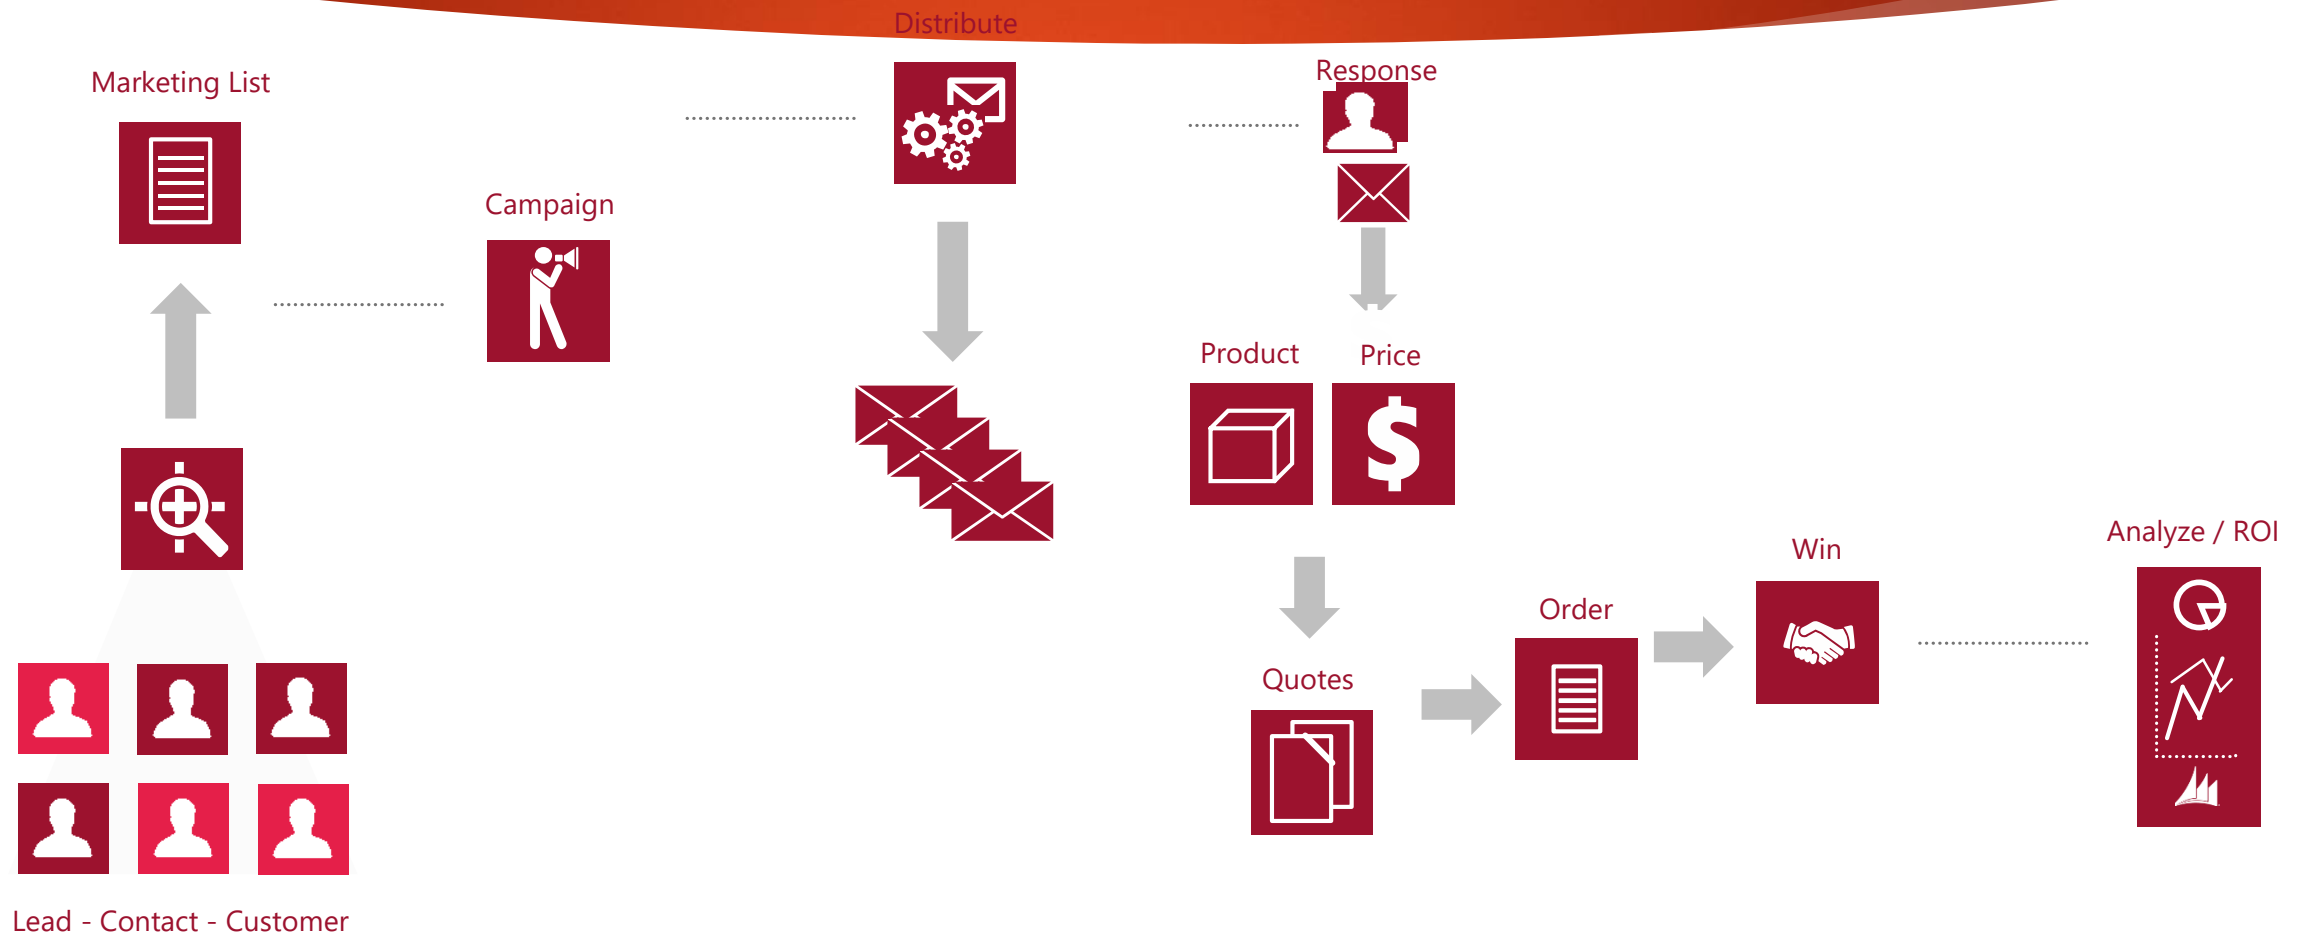 Distribute
Response
Marketing List
Campaign
Product
Price
Analyze / ROI
Win
Order
Quotes
Lead - Contact - Customer